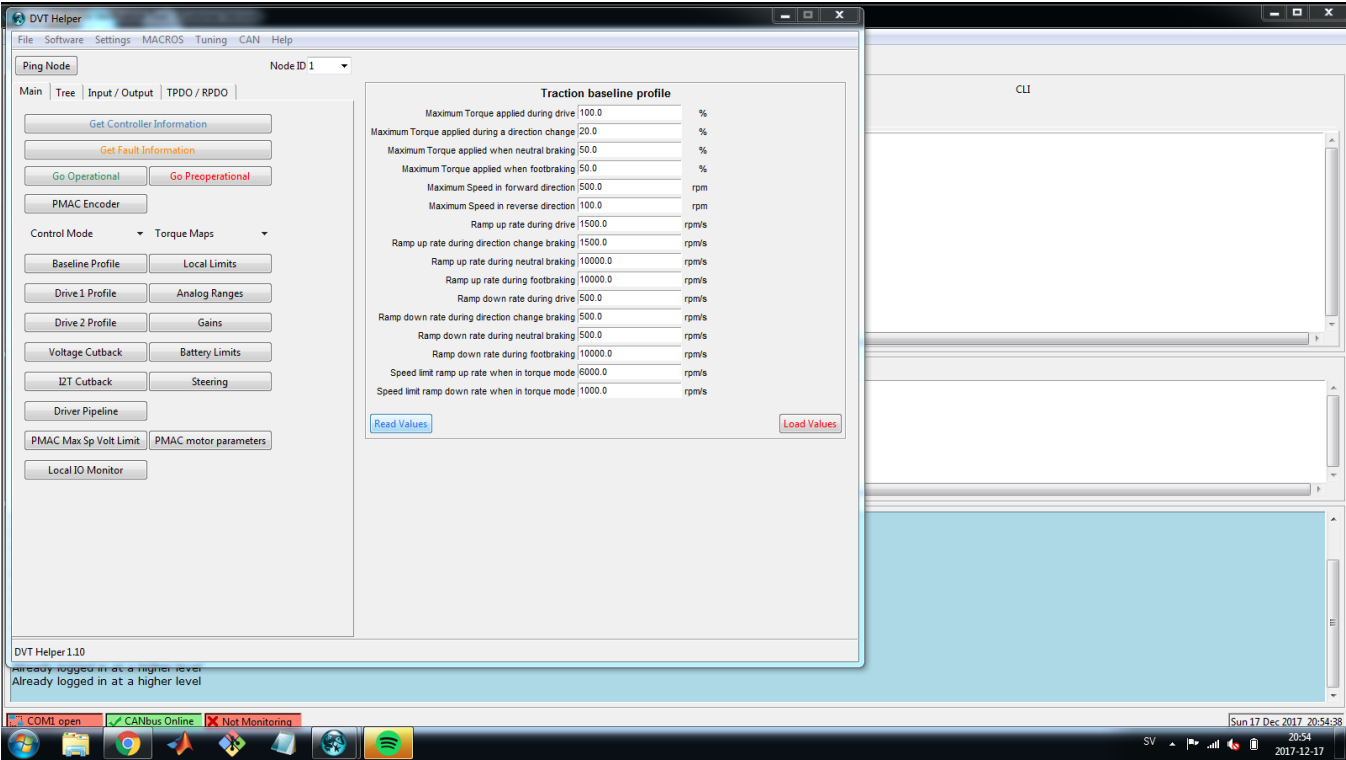 DVT Helper
File Software Settings MACROS Tuning CAN Help
Ping Node
Node ID 1
Main Tree Input / Output TPDO / RPDO
Get Controller Information
Get Fault Information
Go Operational Go Preoperational
PMAC Encoder
Control Mode Torque Maps
Baseline Profile Local Limits
Drive 1 Profile Analog Ranges
Drive 2 Profile Gains
Voltage Cutback Battery Limits
I2T Cutback Steering
Driver Pipeline
PMAC Max Sp Volt Limit PMAC motor parameters
Local IO Monitor
Traction baseline profile
Maximum Torque applied during drive 100.0 %
Maximum Torque applied during a direction change 20.0 %
Maximum Torque applied when neutral braking 50.0 %
Maximum Torque applied when footbraking 50.0 %
Maximum Speed in forward direction 500.0 rpm
Maximum Speed in reverse direction 100.0 rpm
Ramp up rate during drive 1500.0 rpm/s
Ramp up rate during direction change braking 1500.0 rpm/s
Ramp up rate during neutral braking 10000.0 rpm/s
Ramp up rate during footbraking 10000.0 rpm/s
Ramp down rate during drive 500.0 rpm/s
Ramp down rate during direction change braking 500.0 rpm/s
Ramp down rate during neutral braking 500.0 rpm/s
Ramp down rate during footbraking 10000.0 rpm/s
Speed limit ramp up rate when in torque mode 6000.0 rpm/s
Speed limit ramp down rate when in torque mode 1000.0 rpm/s
Read Values Load Values
CLI
DVT Helper 1.10
Already logged in at a higher level
Already logged in at a higher level
COM1 open CANbus Online Not Monitoring
Sun 17 Dec 2017 20:54:38
SV
20:54
2017-12-17